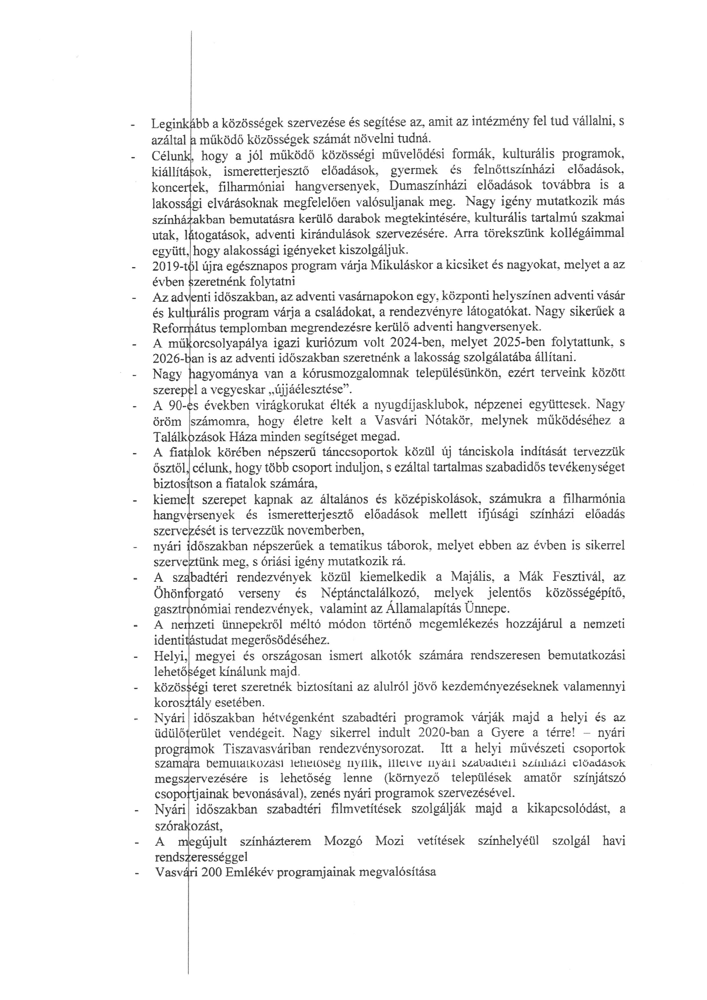 - Leginkább a közösségek szervezése és segítése az, amit az intézmény fel tud vállalni, s
azáltal a működő közösségek számát növelni tudná.
- Célunk, hogy a jól működő közösségi művelődési formák, kulturális programok,
kiállítások, ismeretterjesztő előadások, gyermek és felnőttszínházi előadások,
koncertek, filharmóniai hangversenyek, Dumaszínházi előadások továbbra is a
lakossági elvárásoknak megfelelően valósuljanak meg. Nagy igény mutatkozik más
színházakban bemutatásra kerülő darabok megtekintésére, kulturális tartalmú szakmai
utak, látogatások, adventi kirándulások szervezésére. Arra törekszünk kollégáimmal
együtt, hogy alakossági igényeket kiszolgáljuk.
- 2019-től újra egésznapos program várja Mikuláskor a kicsiket és nagyokat, melyet a az
évben szeretnénk folytatni
- Az adventi időszakban, az adventi vasárnapokon egy, központi helyszínen adventi vásár
és kulturális program várja a családokat, a rendezvényre látogatókat. Nagy sikerűek a
Református templomban megrendezésre kerülő adventi hangversenyek.
- A műkorcsolyapálya igazi kuriózum volt 2024-ben, melyet 2025-ben folytattunk, s
2026-ban is az adventi időszakban szeretnénk a lakosság szolgálatába állítani.
- Nagy hagyománya van a kórusmozgalomnak településünkön, ezért terveink között
szerepel a vegyeskar „újjáélesztése”.
- A 90-es években virágkorukat élték a nyugdíjasklubok, népzenei együttesek. Nagy
öröm számomra, hogy életre kelt a Vasvári Nótakör, melynek működéséhez a
Találkozások Háza minden segítséget megad.
- A fiatalok körében népszerű tánccsoportok közül új tánciskola indítását tervezzük
ősztől, célunk, hogy több csoport induljon, s ezáltal tartalmas szabadidős tevékenységet
biztosítson a fiatalok számára,
- kiemelt szerepet kapnak az általános és középiskolások, számukra a filharmónia
hangversenyek és ismeretterjesztő előadások mellett ifjúsági színházi előadás
szervezését is tervezzük novemberben,
- nyári időszakban népszerűek a tematikus táborok, melyet ebben az évben is sikerrel
szerveztünk meg, s óriási igény mutatkozik rá.
- A szabadtéri rendezvények közül kiemelkedik a Majális, a Mák Fesztivál, az
Öhönforgató verseny és Néptánctalálkozó, melyek jelentős közösségépítő,
gasztronómiai rendezvények, valamint az Államalapítás Ünnepe.
- A nemzeti ünnepekről méltó módon történő megemlékezés hozzájárul a nemzeti
identitástudat megerősödéséhez.
- Helyi, megyei és országosan ismert alkotók számára rendszeresen bemutatkozási
lehetőséget kínálunk majd.
- közösségi teret szeretnék biztosítani az alulról jövő kezdeményezéseknek valamennyi
korosztály esetében.
- Nyári időszakban hétvégenként szabadtéri programok várják majd a helyi és az
üdülőterület vendégeit. Nagy sikerrel indult 2020-ban a Gyere a térre! – nyári
programok Tiszavasváriban rendezvénysorozat. Itt a helyi művészeti csoportok
számára bemutatkozási lehetőség nyílik, illetve nyári szabadtéri színházi előadások
megszervezésére is lehetőség lenne (környező települések amatőr színjátszó
csoportjainak bevonásával), zenés nyári programok szervezésével.
- Nyári időszakban szabadtéri filmvetítések szolgálják majd a kikapcsolódást, a
szórakozást,
- A megújult színházterem Mozgó Mozi vetítések színhelyéül szolgál havi
rendszerességgel
- Vasvári 200 Emlékév programjainak megvalósítása